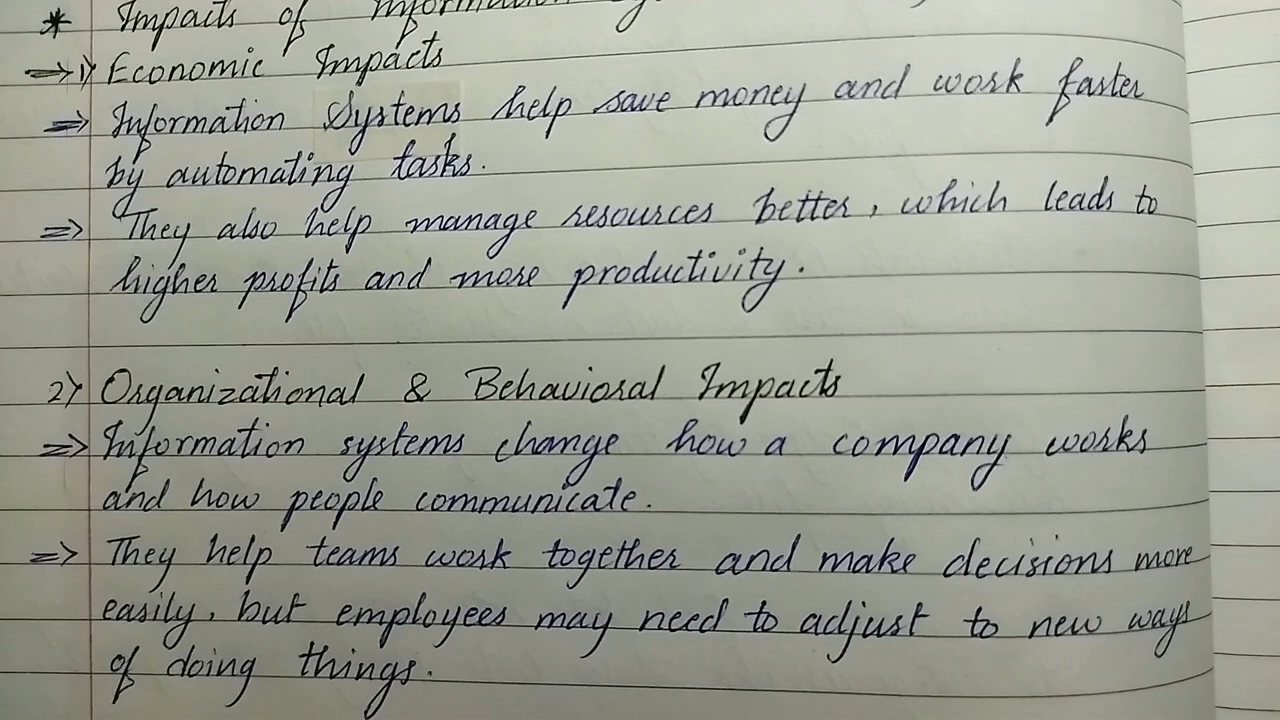 * Impacts of Information
=> 1) Economic Impacts
=> Information Systems help save money and work faster
by automating tasks.
=> They also help manage resources better, which leads to
higher profits and more productivity.
2) Organizational & Behavioral Impacts
=> Information systems change how a company works
and how people communicate.
=> They help teams work together and make decisions more
easily, but employees may need to adjust to new ways
of doing things.